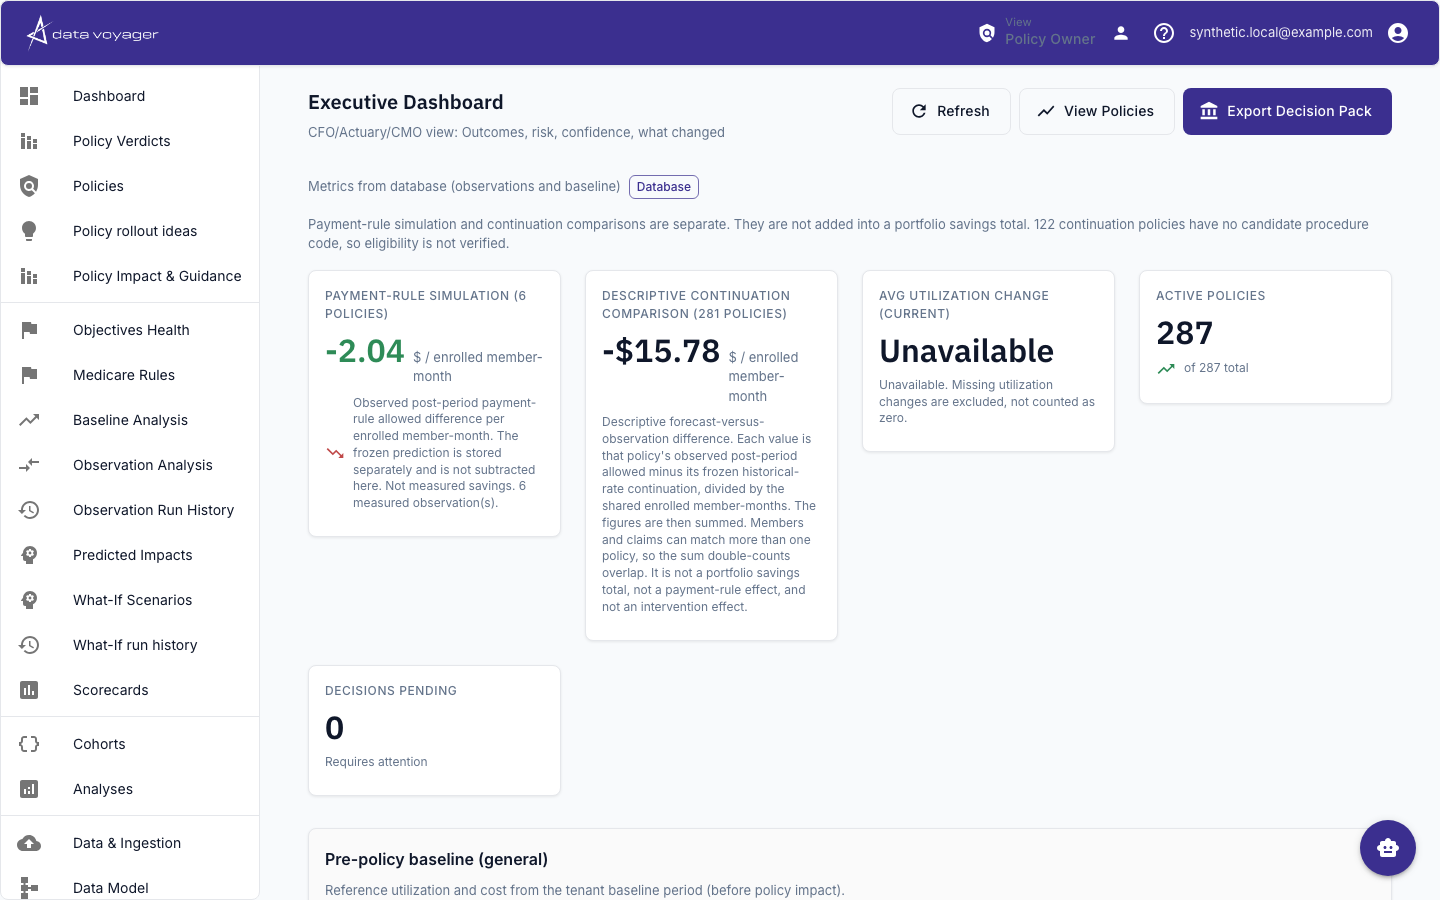 data voyager
View
Policy Owner
synthetic.local@example.com
Dashboard
Policy Verdicts
Policies
Policy rollout ideas
Policy Impact & Guidance
Objectives Health
Medicare Rules
Baseline Analysis
Observation Analysis
Observation Run History
Predicted Impacts
What-If Scenarios
What-If run history
Scorecards
Cohorts
Analyses
Data & Ingestion
Data Model
Executive Dashboard
CFO/Actuary/CMO view: Outcomes, risk, confidence, what changed
Refresh
View Policies
Export Decision Pack
Metrics from database (observations and baseline)
Database
Payment-rule simulation and continuation comparisons are separate. They are not added into a portfolio savings total. 122 continuation policies have no candidate procedure
code, so eligibility is not verified.
PAYMENT-RULE SIMULATION (6
POLICIES)
-2.04
$ / enrolled member-
month
Observed post-period payment-
rule allowed difference per
enrolled member-month. The
frozen prediction is stored
separately and is not subtracted
here. Not measured savings. 6
measured observation(s).
DESCRIPTIVE CONTINUATION
COMPARISON (281 POLICIES)
-$15.78
$ / enrolled
member-
month
Descriptive forecast-versus-
observation difference. Each value is
that policy's observed post-period
allowed minus its frozen historical-
rate continuation, divided by the
shared enrolled member-months. The
figures are then summed. Members
and claims can match more than one
policy, so the sum double-counts
overlap. It is not a portfolio savings
total, not a payment-rule effect, and
not an intervention effect.
AVG UTILIZATION CHANGE
(CURRENT)
Unavailable
Unavailable. Missing utilization
changes are excluded, not counted as
zero.
ACTIVE POLICIES
287
of 287 total
DECISIONS PENDING
0
Requires attention
Pre-policy baseline (general)
Reference utilization and cost from the tenant baseline period (before policy impact).